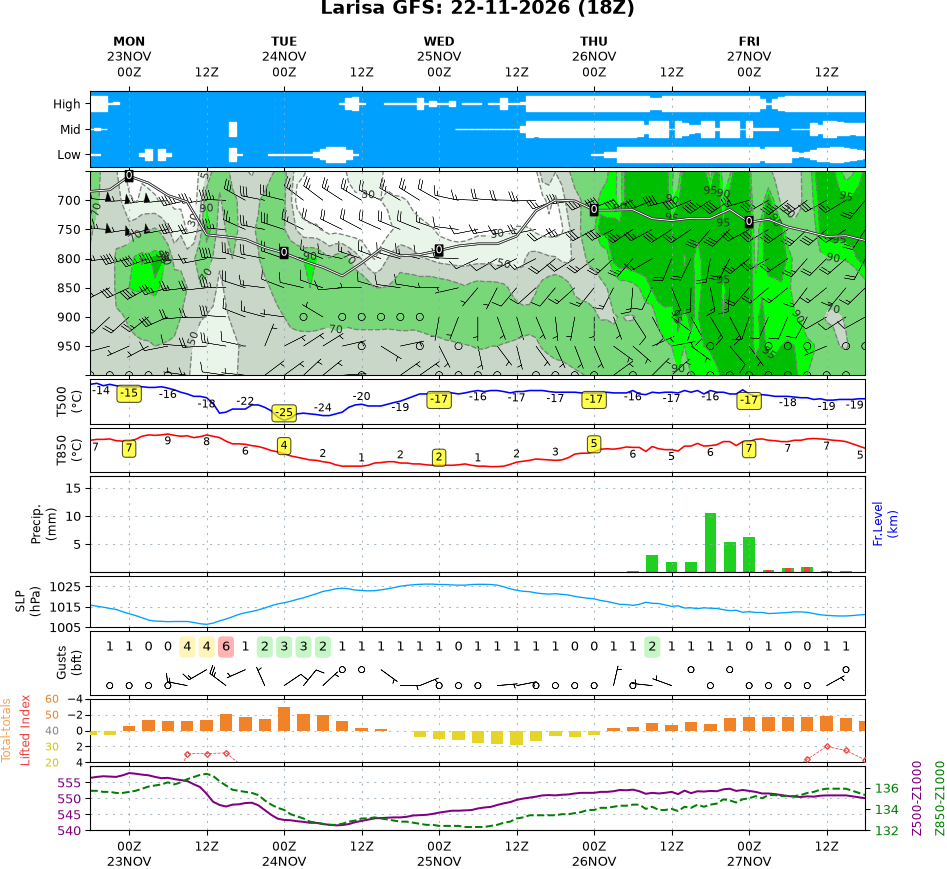 Larisa GFS: 22-11-2026 (18Z)
MON TUE WED THU FRI
23NOV 24NOV 25NOV 26NOV 27NOV
00Z 12Z 00Z 12Z 00Z 12Z 00Z 12Z 00Z 12Z
High
Mid
Low
700
750
800
850
900
950
0 0 0 0 0
T500 (°C)
-14 -15 -16 -18 -22 -25 -24 -20 -19 -17 -16 -17 -17 -17 -16 -17 -16 -17 -18 -19 -19
T850 (°C)
7 7 9 8 6 4 2 1 2 2 1 2 3 5 6 5 6 7 7 7 5
Precip. (mm)
15
10
5
Fr.Level (km)
SLP (hPa)
1025
1015
1005
Gusts (bft)
1 1 0 0 4 4 6 1 2 3 3 2 1 1 1 1 1 1 0 0 1 1 1 1 0 0 1 1 2 1 1 1 1 0 1 0 0 1 1
Total-totals
Lifted Index
60 −4
50 −2
40 0
30 2
20 4
555
550
545
540
136
134
132
Z500-Z1000
Z850-Z1000
00Z 12Z 00Z 12Z 00Z 12Z 00Z 12Z 00Z 12Z
23NOV 24NOV 25NOV 26NOV 27NOV